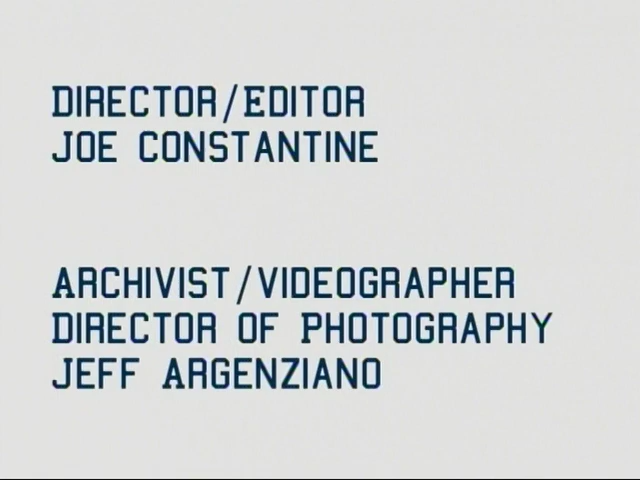 DIRECTOR/EDITOR
JOE CONSTANTINE
ARCHIVIST/VIDEOGRAPHER
DIRECTOR OF PHOTOGRAPHY
JEFF ARGENZIANO